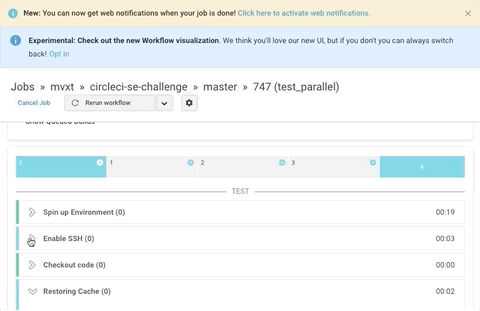 New: You can now get web notifications when your job is done! Click here to activate web notifications.
Experimental: Check out the new Workflow visualization. We think you'll love our new UI, but if you don't you can always switch
back! Opt In
Jobs » mvxt » circleci-se-challenge » master » 747 (test_parallel)
Cancel Job Rerun workflow
Show Queued Builds
0 1 2 3 +
TEST
Spin up Environment (0) 00:19
Enable SSH (0) 00:03
Checkout code (0) 00:00
Restoring Cache (0) 00:02